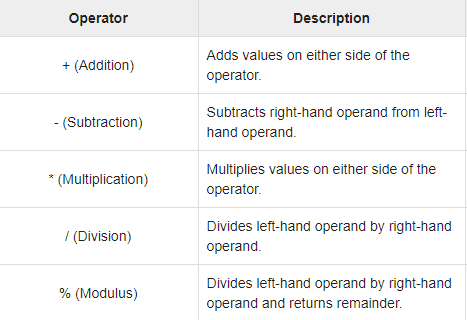 Operator Description
+ (Addition) Adds values on either side of the
operator.
- (Subtraction) Subtracts right-hand operand from left-
hand operand.
* (Multiplication) Multiplies values on either side of the
operator.
/ (Division) Divides left-hand operand by right-hand
operand.
% (Modulus) Divides left-hand operand by right-hand
operand and returns remainder.